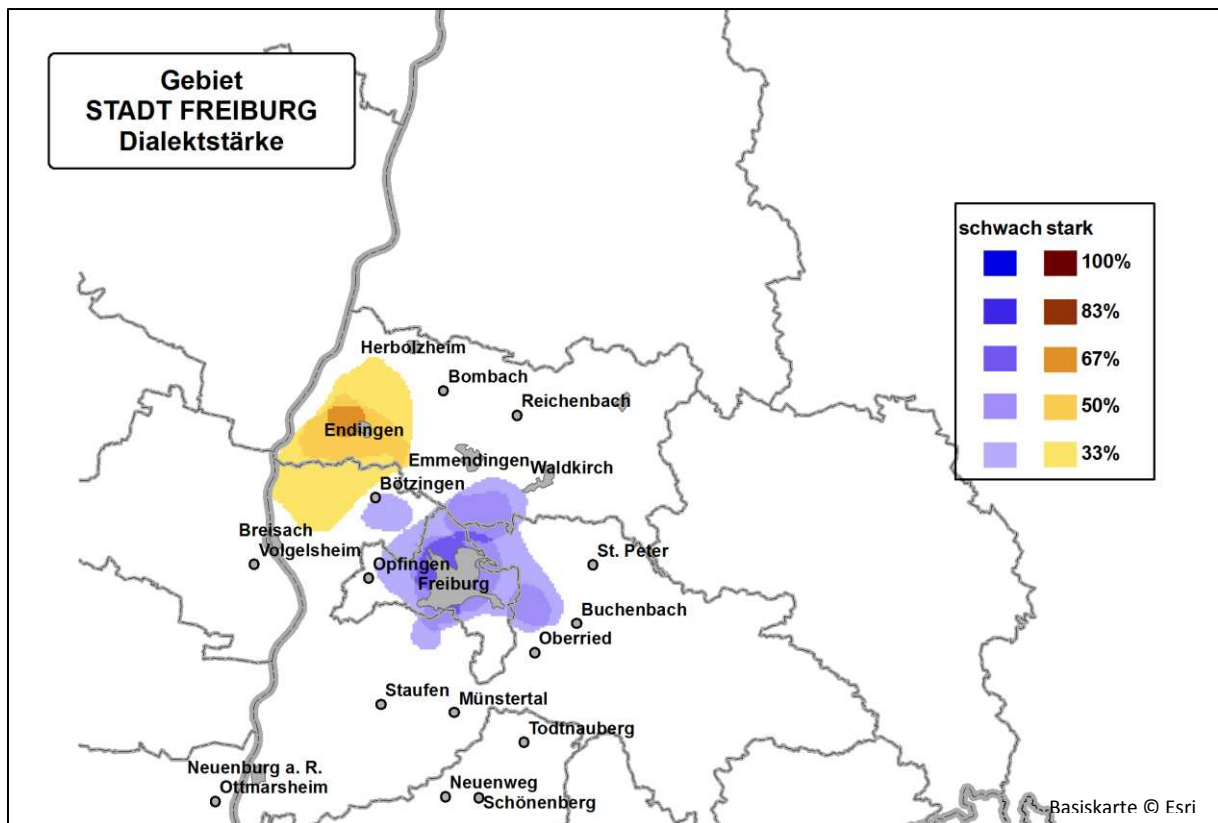 Gebiet
STADT FREIBURG
Dialektstärke
schwach stark
100%
83%
67%
50%
33%
Herbolzheim
Bombach
Reichenbach
Endingen
Emmendingen
Waldkirch
Bötzingen
Breisach
Volgelsheim
Opfingen
St. Peter
Freiburg
Buchenbach
Oberried
Staufen
Münstertal
Todtnauberg
Neuenburg a. R.
Ottmarsheim
Neuenweg
Schönenberg
Basiskarte © Esri